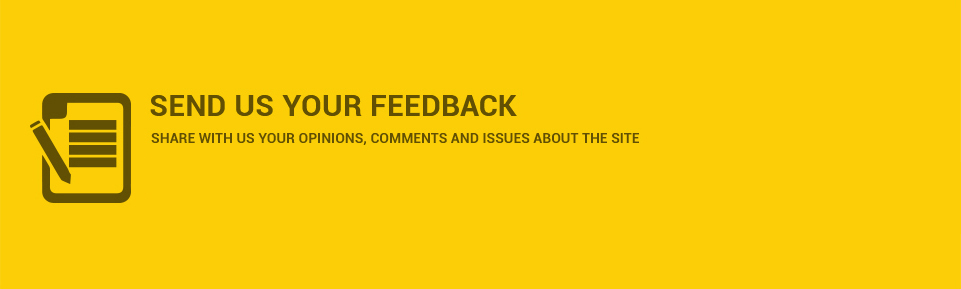 SEND US YOUR FEEDBACK
SHARE WITH US YOUR OPINIONS, COMMENTS AND ISSUES ABOUT THE SITE